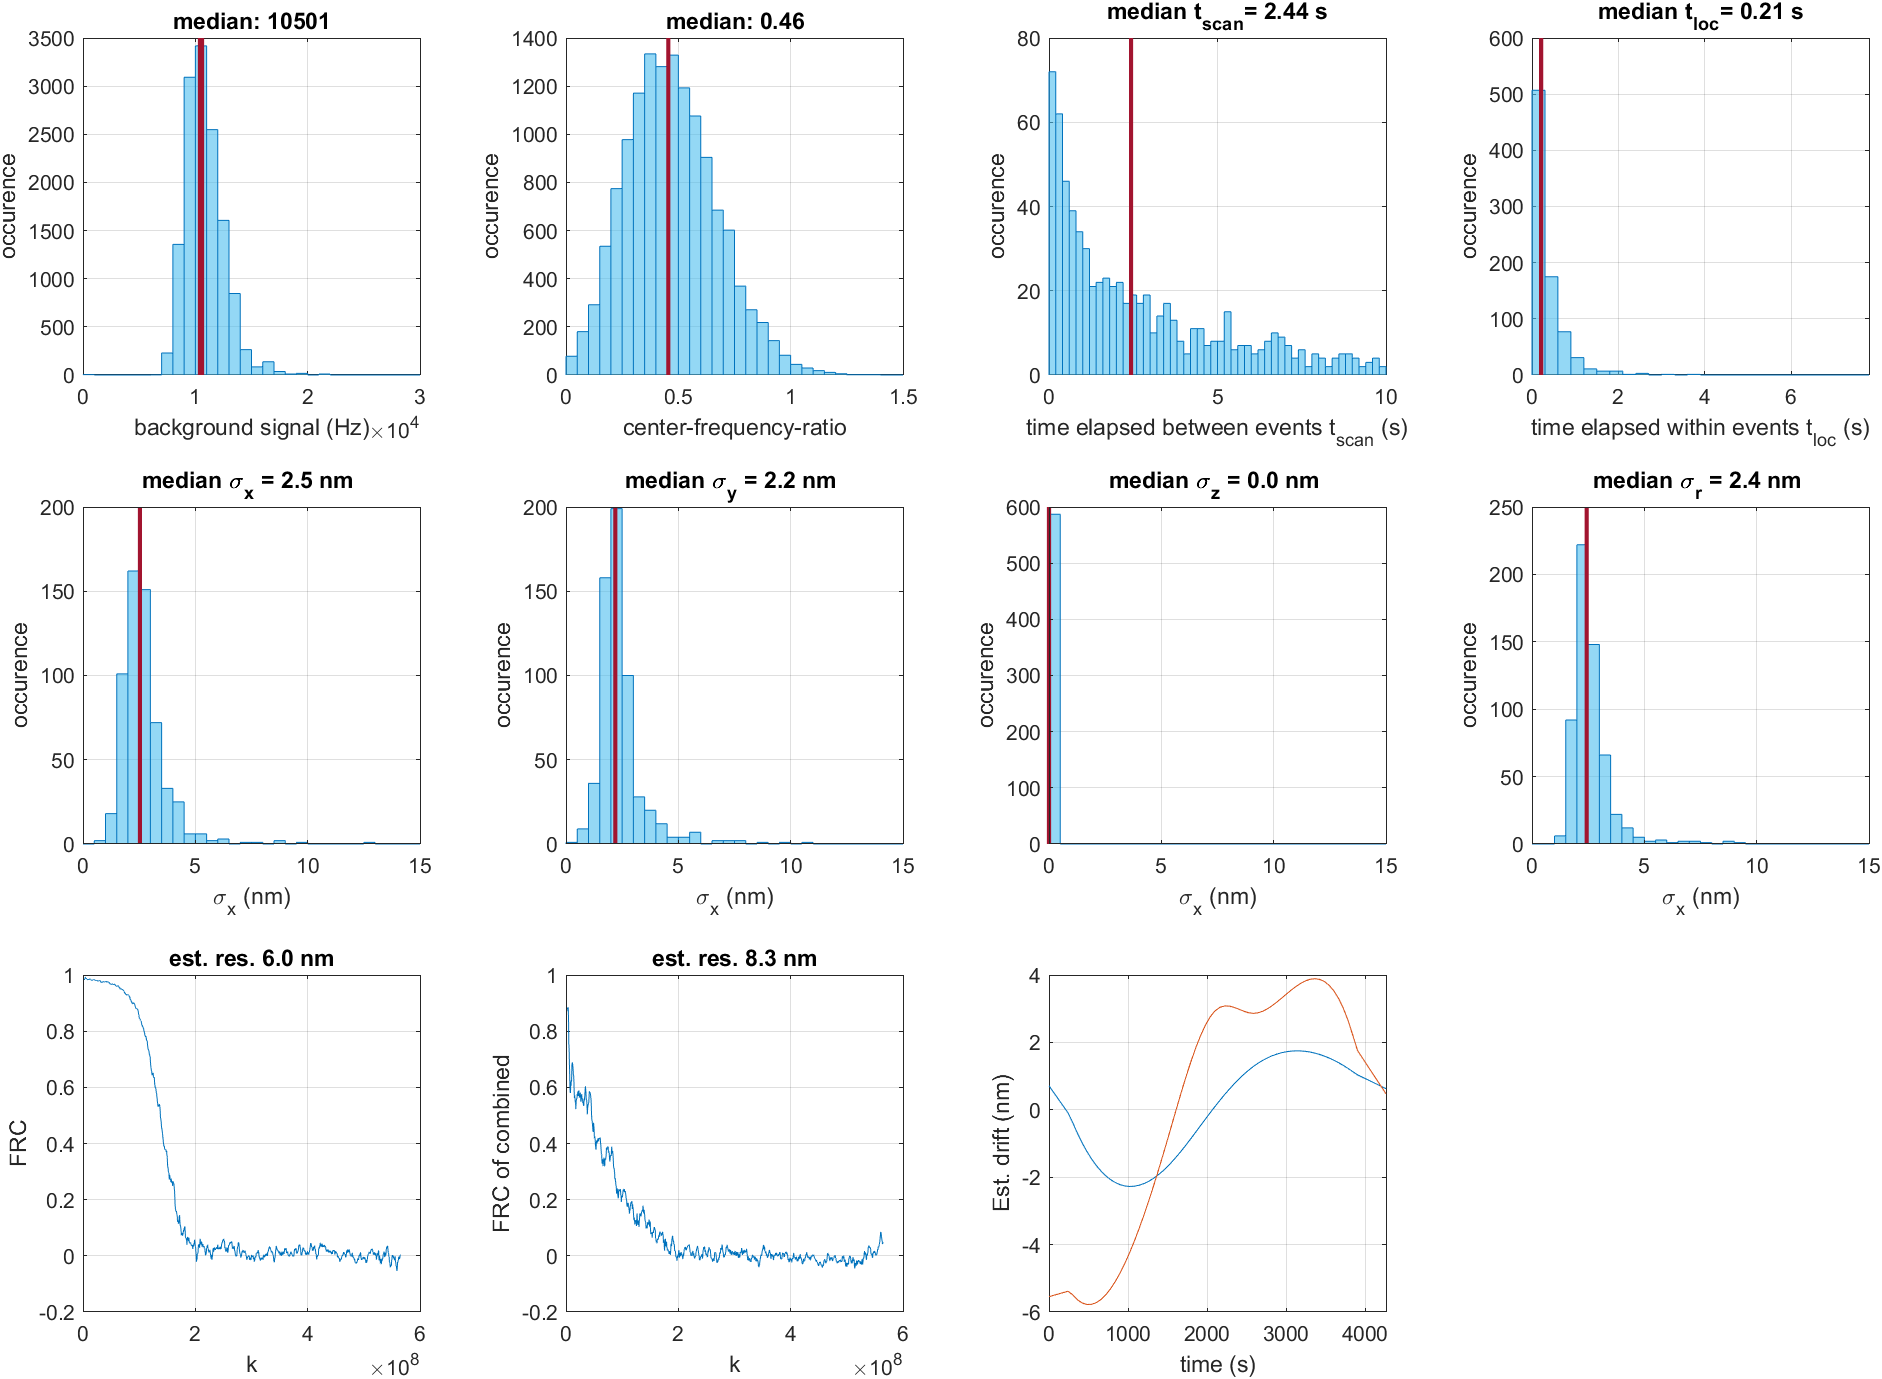 median: 10501
3500
3000
2500
2000
1500
1000
500
0
0 1 2 3
occurence
background signal (Hz) ×10^4
median: 0.46
1400
1200
1000
800
600
400
200
0
0 0.5 1 1.5
occurence
center-frequency-ratio
median t_scan = 2.44 s
80
60
40
20
0
0 5 10
occurence
time elapsed between events t_scan (s)
median t_loc = 0.21 s
600
500
400
300
200
100
0
0 2 4 6
occurence
time elapsed within events t_loc (s)
median σ_x = 2.5 nm
200
150
100
50
0
0 5 10 15
occurence
σ_x (nm)
median σ_y = 2.2 nm
200
150
100
50
0
0 5 10 15
occurence
σ_x (nm)
median σ_z = 0.0 nm
600
500
400
300
200
100
0
0 5 10 15
occurence
σ_x (nm)
median σ_r = 2.4 nm
250
200
150
100
50
0
0 5 10 15
occurence
σ_x (nm)
est. res. 6.0 nm
1
0.8
0.6
0.4
0.2
0
-0.2
0 2 4 6
FRC
k ×10^8
est. res. 8.3 nm
1
0.8
0.6
0.4
0.2
0
-0.2
0 2 4 6
FRC of combined
k ×10^8
4
2
0
-2
-4
-6
0 1000 2000 3000 4000
Est. drift (nm)
time (s)